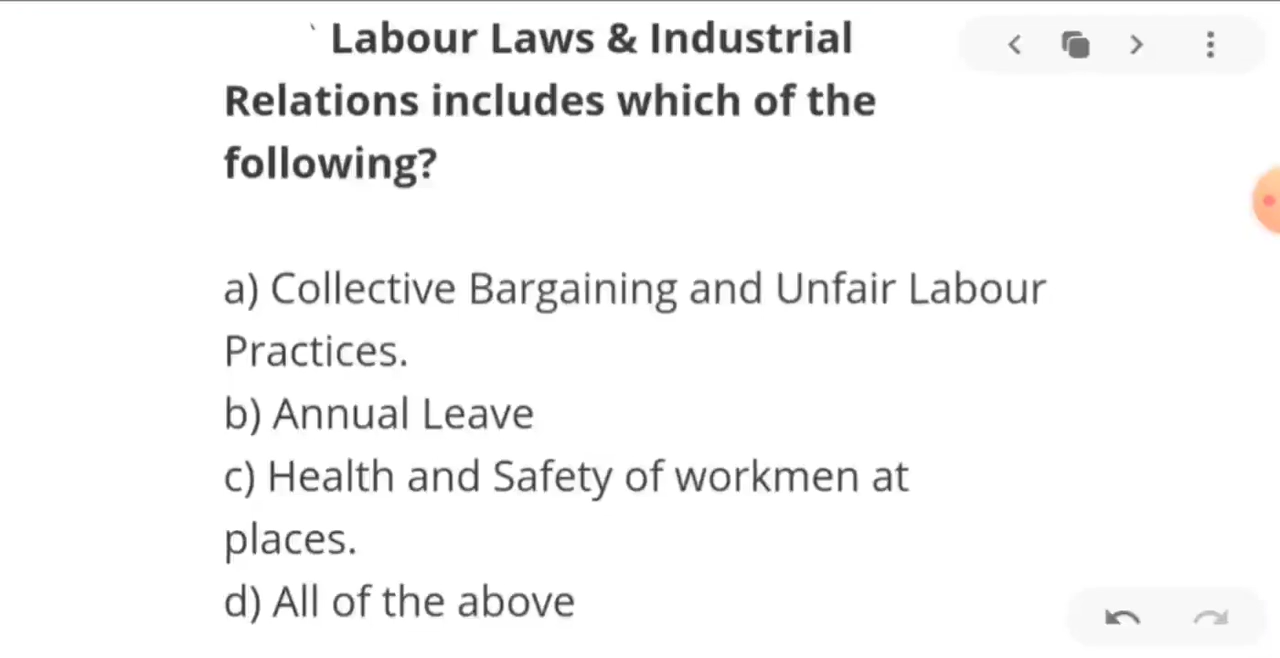 ` Labour Laws & Industrial
Relations includes which of the
following?
a) Collective Bargaining and Unfair Labour
Practices.
b) Annual Leave
c) Health and Safety of workmen at
places.
d) All of the above